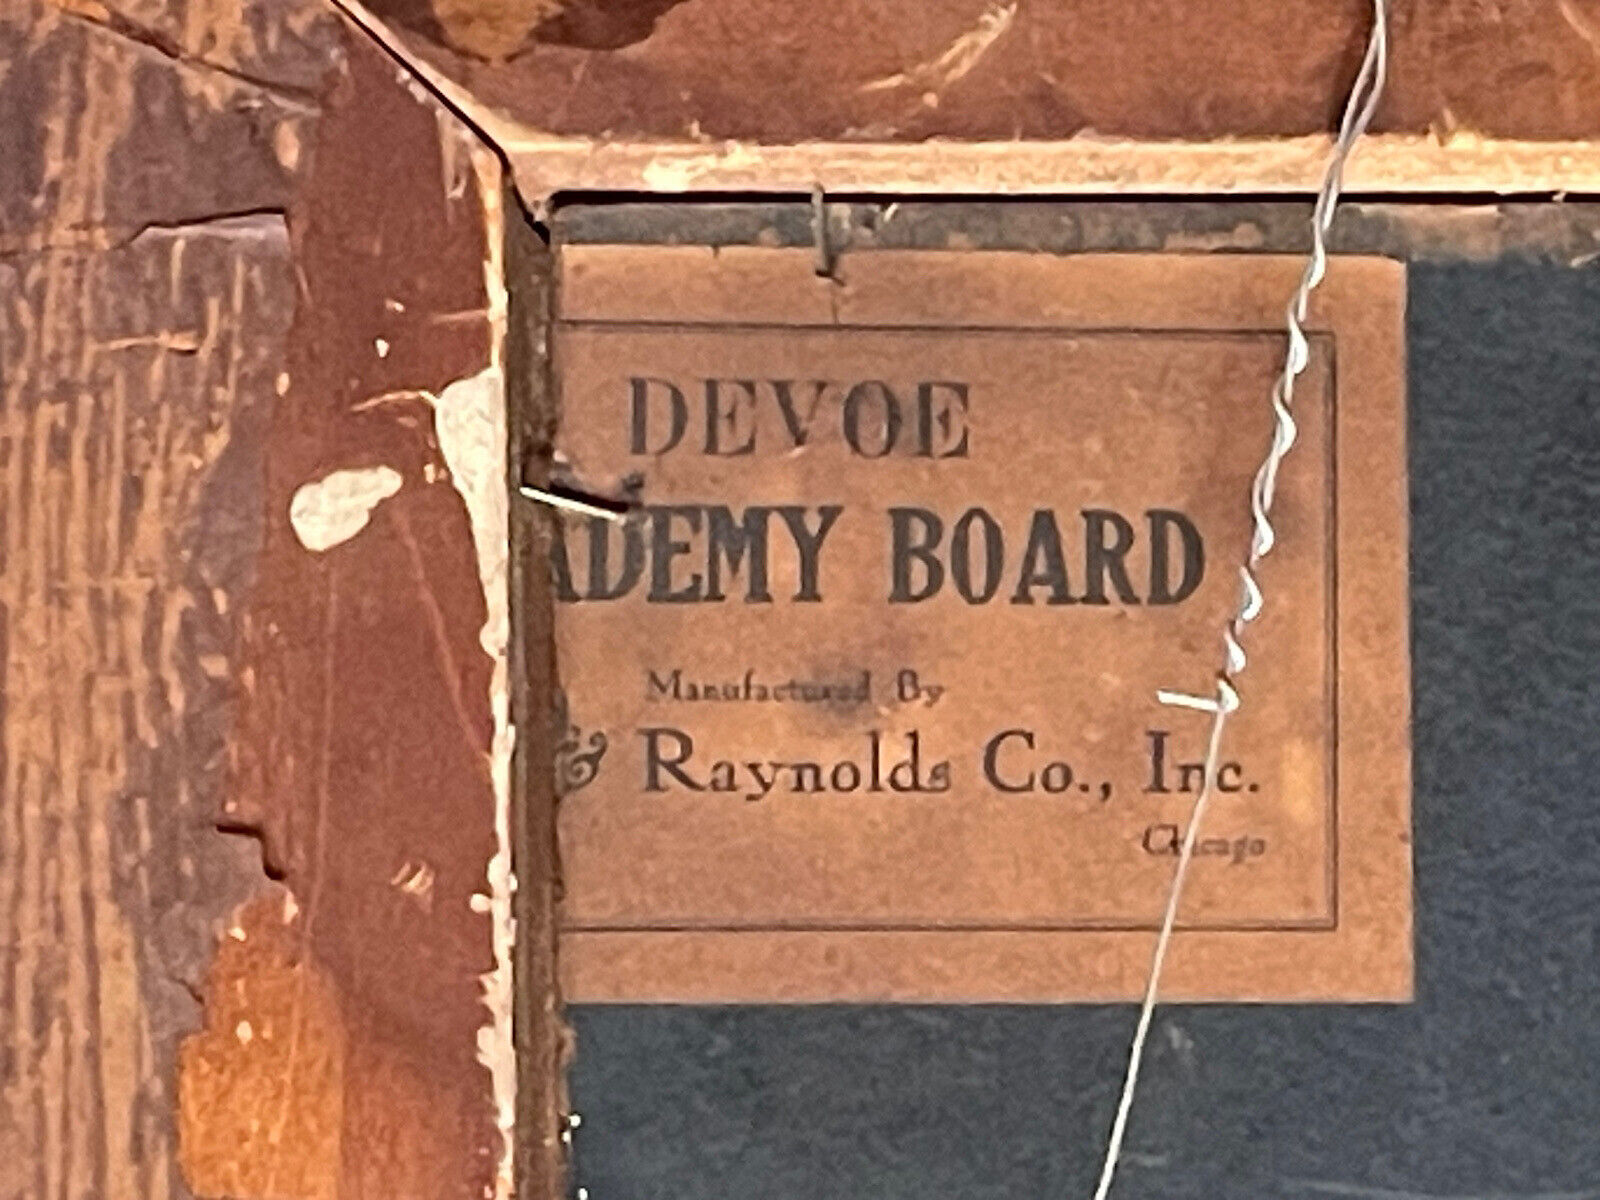 DEVOE
ADEMY BOARD
Manufactured By
& Raynolds Co., Inc.
Chicago